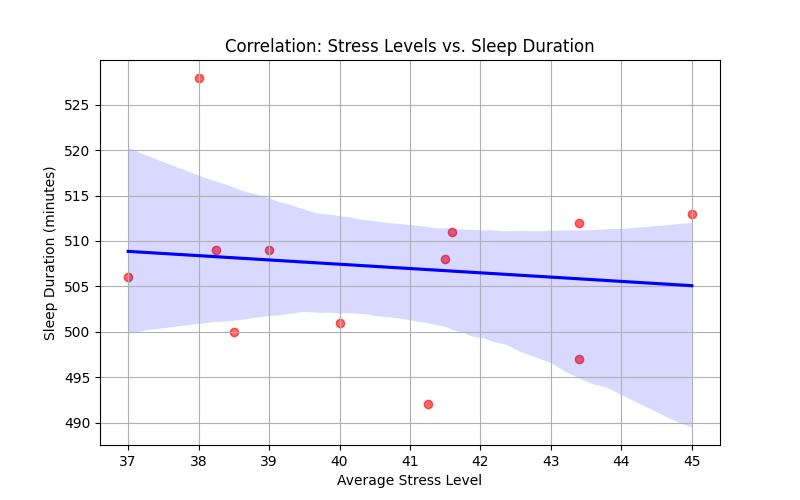 Correlation: Stress Levels vs. Sleep Duration
Sleep Duration (minutes)
525
520
515
510
505
500
495
490
37 38 39 40 41 42 43 44 45
Average Stress Level